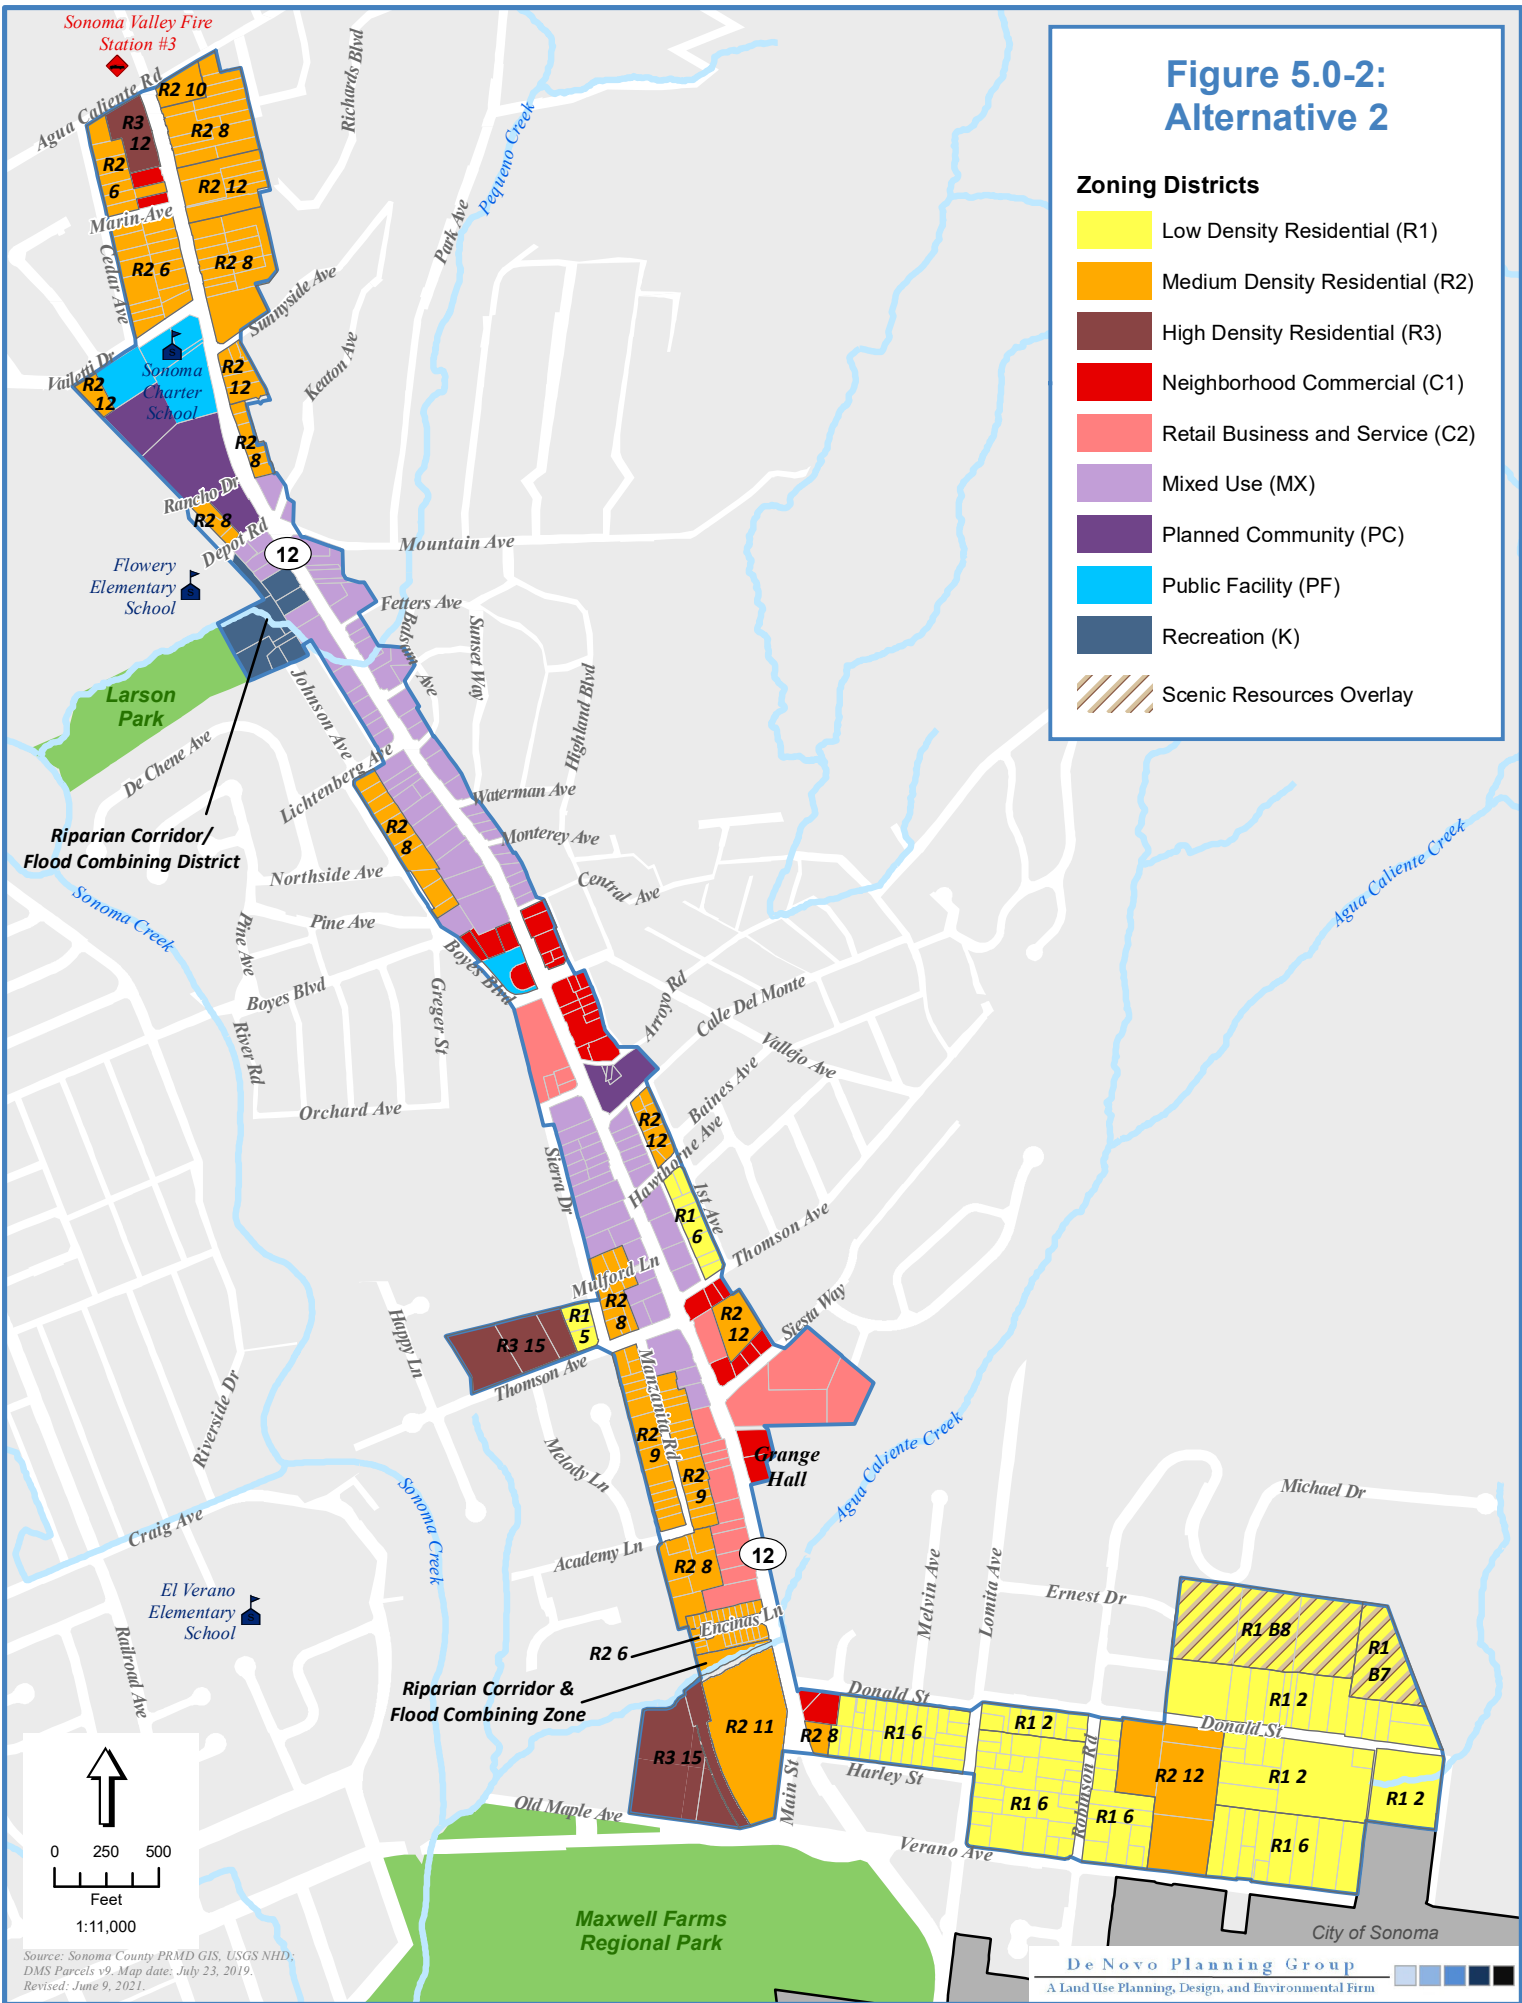 Sonoma Valley Fire
Station #3
Figure 5.0-2:
Alternative 2
Zoning Districts
Low Density Residential (R1)
Medium Density Residential (R2)
High Density Residential (R3)
Neighborhood Commercial (C1)
Retail Business and Service (C2)
Mixed Use (MX)
Planned Community (PC)
Public Facility (PF)
Recreation (K)
Scenic Resources Overlay
Agua Caliente Rd
Richards Blvd
Pequeno Creek
Park Ave
R2 10
R3
12
R2 8
R2
6
R2 12
Marin Ave
Cedar Ave
R2 6
R2 8
Sunnyside Ave
Keaton Ave
Vailetti Dr
R2
12
Sonoma
Charter
School
R2
12
R2
8
Rancho Dr
R2 8
Depot Rd
12
Mountain Ave
Flowery
Elementary
School
Fetters Ave
Balsam Ave
Sunset Way
Highland Blvd
Larson
Park
Johnson Ave
De Chene Ave
Lichtenberg Ave
Waterman Ave
Monterey Ave
Riparian Corridor/
Flood Combining District
R2
8
Northside Ave
Central Ave
Agua Caliente Creek
Sonoma Creek
Pine Ave
Pine Ave
Boyes Blvd
Boyes Blvd
Greger St
River Rd
Orchard Ave
Arroyo Rd
Calle Del Monte
Vallejo Ave
Baines Ave
R2
12
Hawthorne Ave
Sierra Dr
1st Ave
R1
6
Thomson Ave
Mulford Ln
R2
8
R1
5
R3 15
Thomson Ave
Happy Ln
R2
12
Siesta Way
Manzanita Rd
Riverside Dr
R2
9
R2
9
Melody Ln
Grange
Hall
Agua Caliente Creek
Michael Dr
Craig Ave
Sonoma Creek
Academy Ln
R2 8
12
Melvin Ave
Lomita Ave
Ernest Dr
El Verano
Elementary
School
Railroad Ave
Encinas Ln
R2 6
Riparian Corridor &
Flood Combining Zone
R1 B8
R1
B7
R1 2
Donald St
Donald St
R2 11
R2 8
R1 6
R1 2
R3 15
Robinson Rd
R2 12
R1 2
R1 2
Main St
Harley St
R1 6
R1 6
R1 6
Old Maple Ave
Verano Ave
Maxwell Farms
Regional Park
City of Sonoma
0 250 500
Feet
1:11,000
Source: Sonoma County PRMD GIS, USGS NHD;
DMS Parcels v9. Map date: July 23, 2019.
Revised: June 9, 2021.
De Novo Planning Group
A Land Use Planning, Design, and Environmental Firm